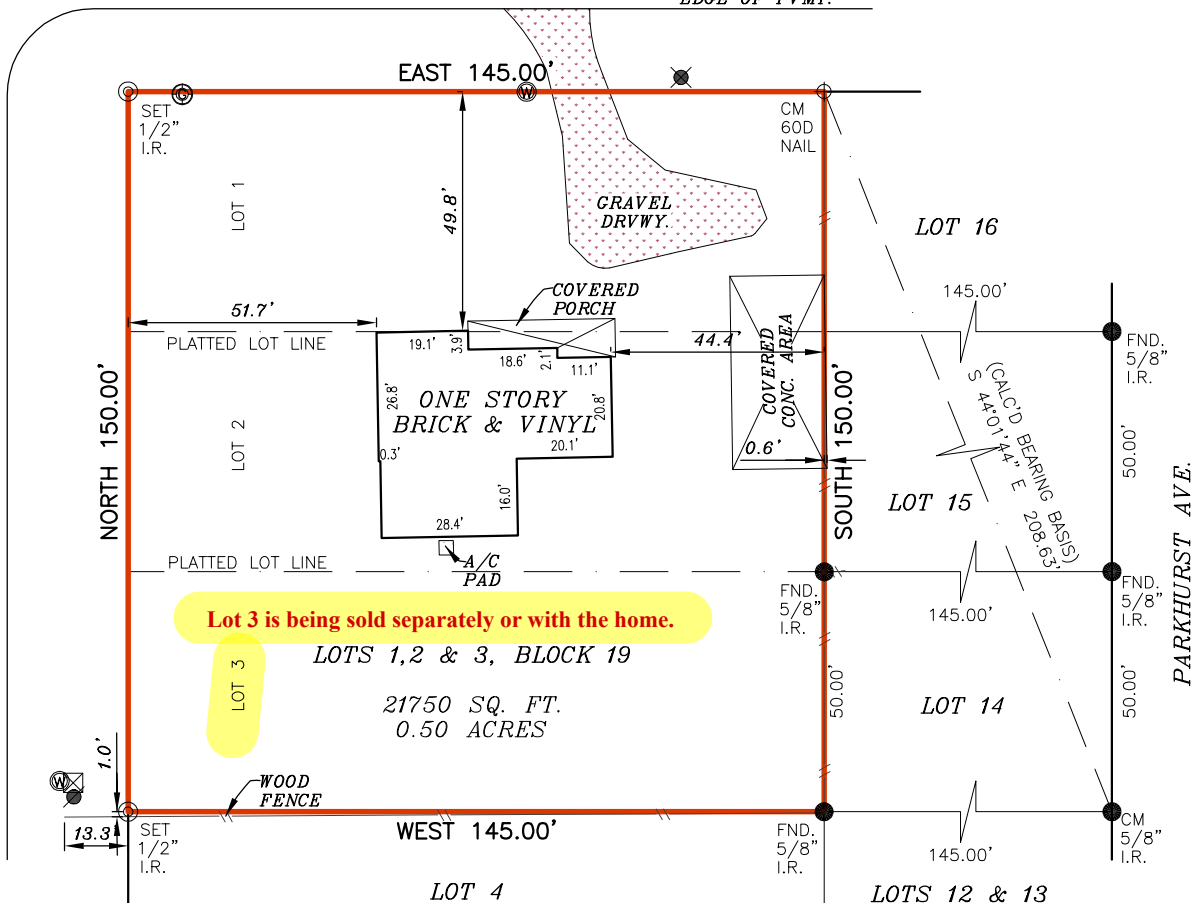 EDGE OF PVMT.
EAST 145.00'
G
W
SET
1/2"
I.R.
CM
60D
NAIL
LOT 1
49.8'
GRAVEL
DRVWY.
LOT 16
51.7'
COVERED
PORCH
145.00'
PLATTED LOT LINE
19.1'
3.9'
18.6'
2.1'
11.1'
44.4'
COVERED
CONC. AREA
FND.
5/8"
I.R.
NORTH 150.00'
LOT 2
26.8'
ONE STORY
BRICK & VINYL
20.8'
20.1'
0.3'
16.0'
28.4'
0.6'
SOUTH 150.00'
(CALC'D BEARING BASIS)
S 44°01'44" E 208.63'
50.00'
PARKHURST AVE.
LOT 15
PLATTED LOT LINE
A/C
PAD
FND.
5/8"
I.R.
145.00'
FND.
5/8"
I.R.
Lot 3 is being sold separately or with the home.
LOTS 1,2 & 3, BLOCK 19
LOT 3
21750 SQ. FT.
0.50 ACRES
50.00'
LOT 14
50.00'
1.0'
W
WOOD
FENCE
13.3'
SET
1/2"
I.R.
WEST 145.00'
FND.
5/8"
I.R.
145.00'
CM
5/8"
I.R.
LOT 4
LOTS 12 & 13